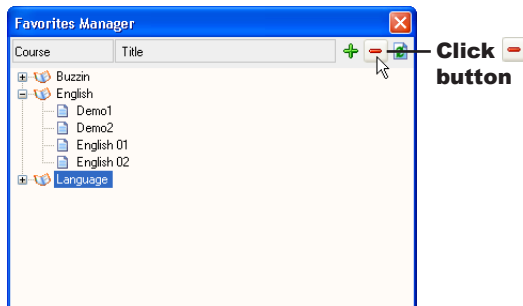 Favorites Manager
Course Title
Click
button
Buzzin
English
Demo1
Demo2
English 01
English 02
Language